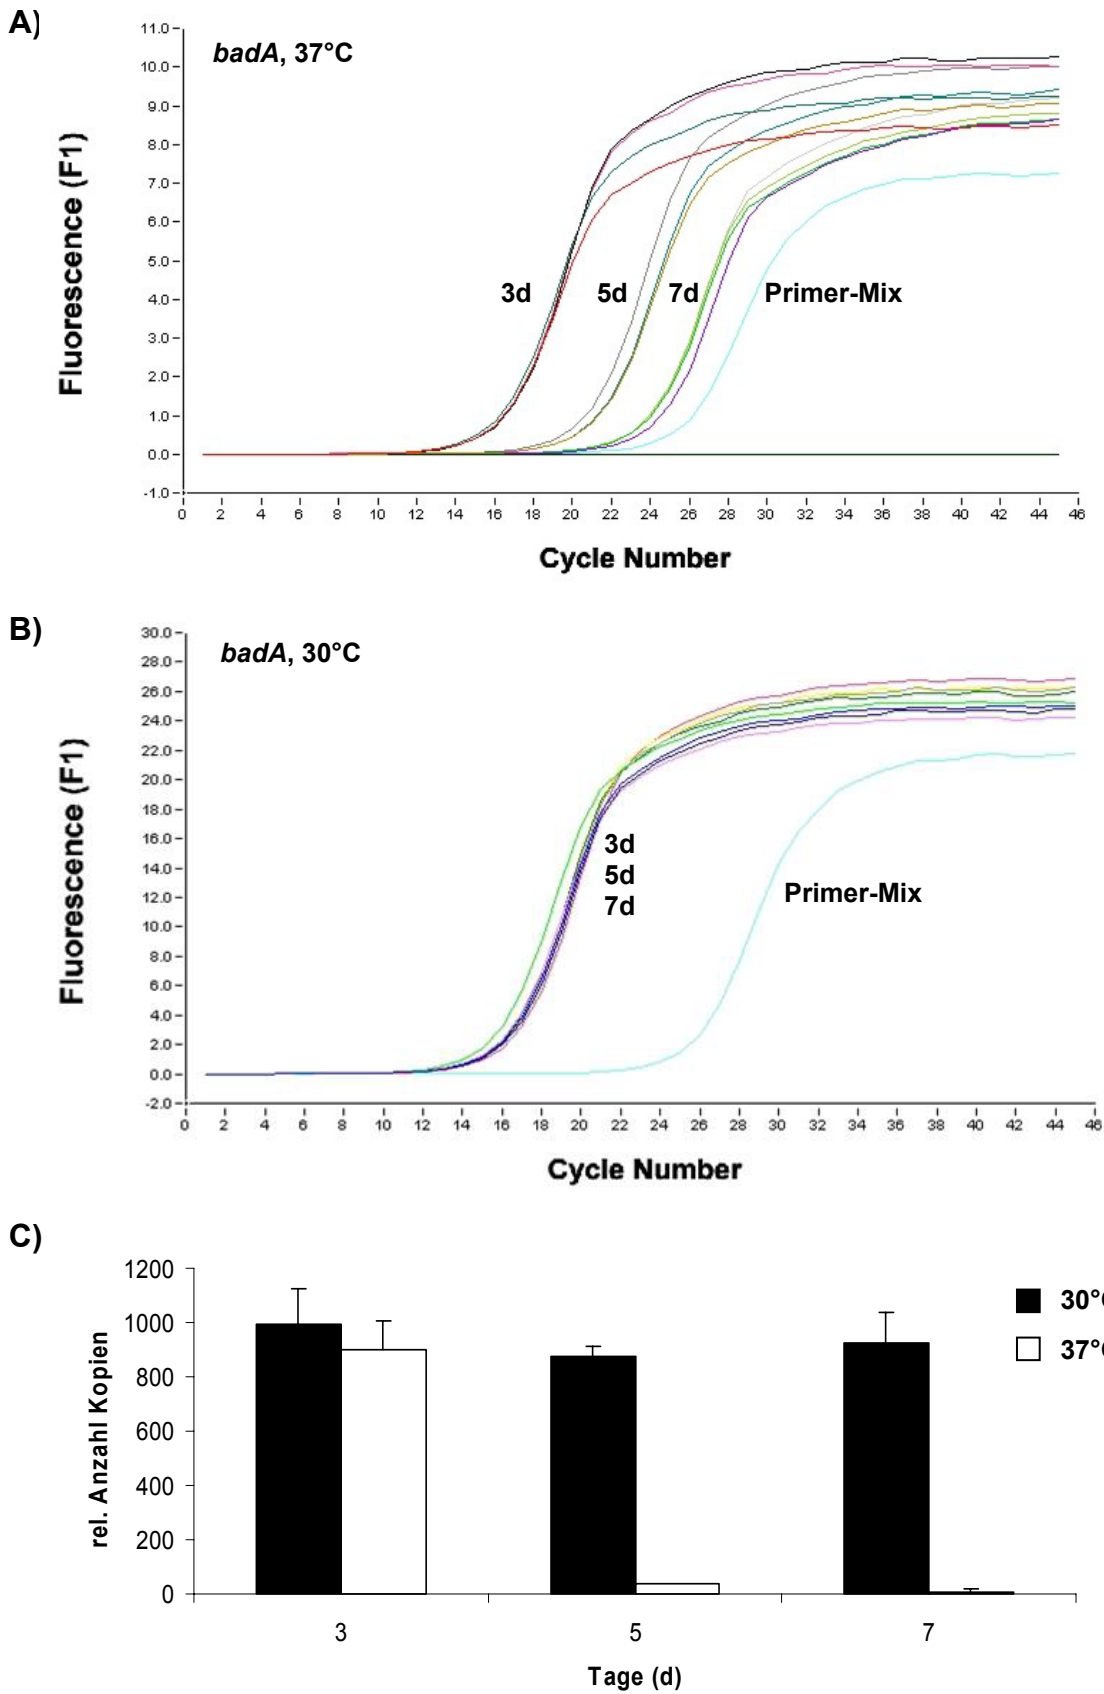 A)
badA, 37°C
11.0
10.0
9.0
8.0
7.0
6.0
5.0
4.0
3.0
2.0
1.0
0.0
-1.0
Fluorescence (F1)
3d
5d
7d
Primer-Mix
0 2 4 6 8 10 12 14 16 18 20 22 24 26 28 30 32 34 36 38 40 42 44 46
Cycle Number
B)
badA, 30°C
30.0
28.0
26.0
24.0
22.0
20.0
18.0
16.0
14.0
12.0
10.0
8.0
6.0
4.0
2.0
0.0
-2.0
Fluorescence (F1)
3d
5d
7d
Primer-Mix
0 2 4 6 8 10 12 14 16 18 20 22 24 26 28 30 32 34 36 38 40 42 44 46
Cycle Number
C)
1200
1000
800
600
400
200
0
rel. Anzahl Kopien
30°C
37°C
3 5 7
Tage (d)